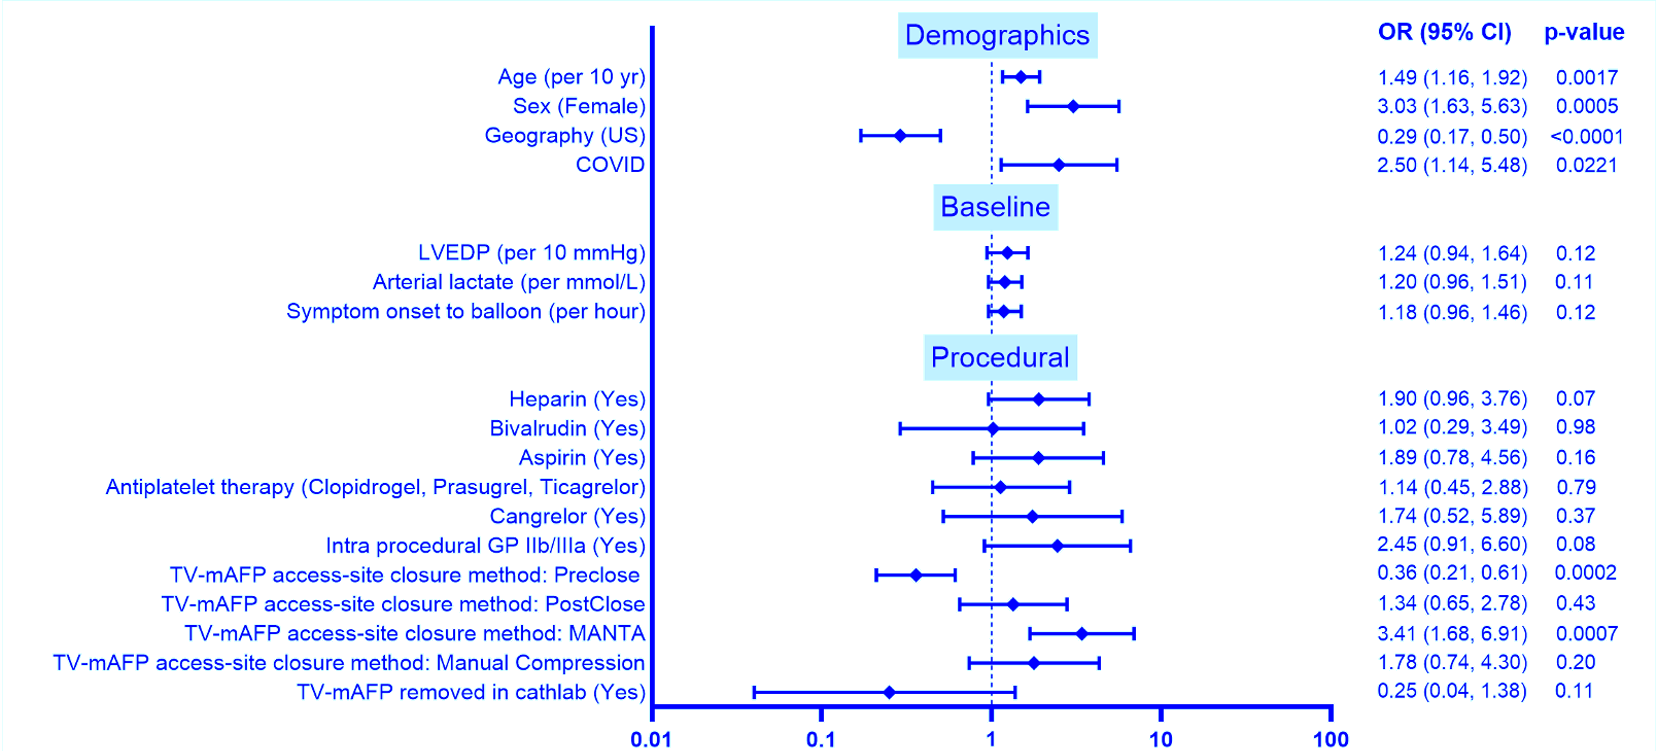 Demographics OR (95% CI) p-value
Age (per 10 yr) 1.49 (1.16, 1.92) 0.0017
Sex (Female) 3.03 (1.63, 5.63) 0.0005
Geography (US) 0.29 (0.17, 0.50) <0.0001
COVID 2.50 (1.14, 5.48) 0.0221
Baseline
LVEDP (per 10 mmHg) 1.24 (0.94, 1.64) 0.12
Arterial lactate (per mmol/L) 1.20 (0.96, 1.51) 0.11
Symptom onset to balloon (per hour) 1.18 (0.96, 1.46) 0.12
Procedural
Heparin (Yes) 1.90 (0.96, 3.76) 0.07
Bivalrudin (Yes) 1.02 (0.29, 3.49) 0.98
Aspirin (Yes) 1.89 (0.78, 4.56) 0.16
Antiplatelet therapy (Clopidrogel, Prasugrel, Ticagrelor) 1.14 (0.45, 2.88) 0.79
Cangrelor (Yes) 1.74 (0.52, 5.89) 0.37
Intra procedural GP IIb/IIIa (Yes) 2.45 (0.91, 6.60) 0.08
TV-mAFP access-site closure method: Preclose 0.36 (0.21, 0.61) 0.0002
TV-mAFP access-site closure method: PostClose 1.34 (0.65, 2.78) 0.43
TV-mAFP access-site closure method: MANTA 3.41 (1.68, 6.91) 0.0007
TV-mAFP access-site closure method: Manual Compression 1.78 (0.74, 4.30) 0.20
TV-mAFP removed in cathlab (Yes) 0.25 (0.04, 1.38) 0.11
0.01 0.1 1 10 100